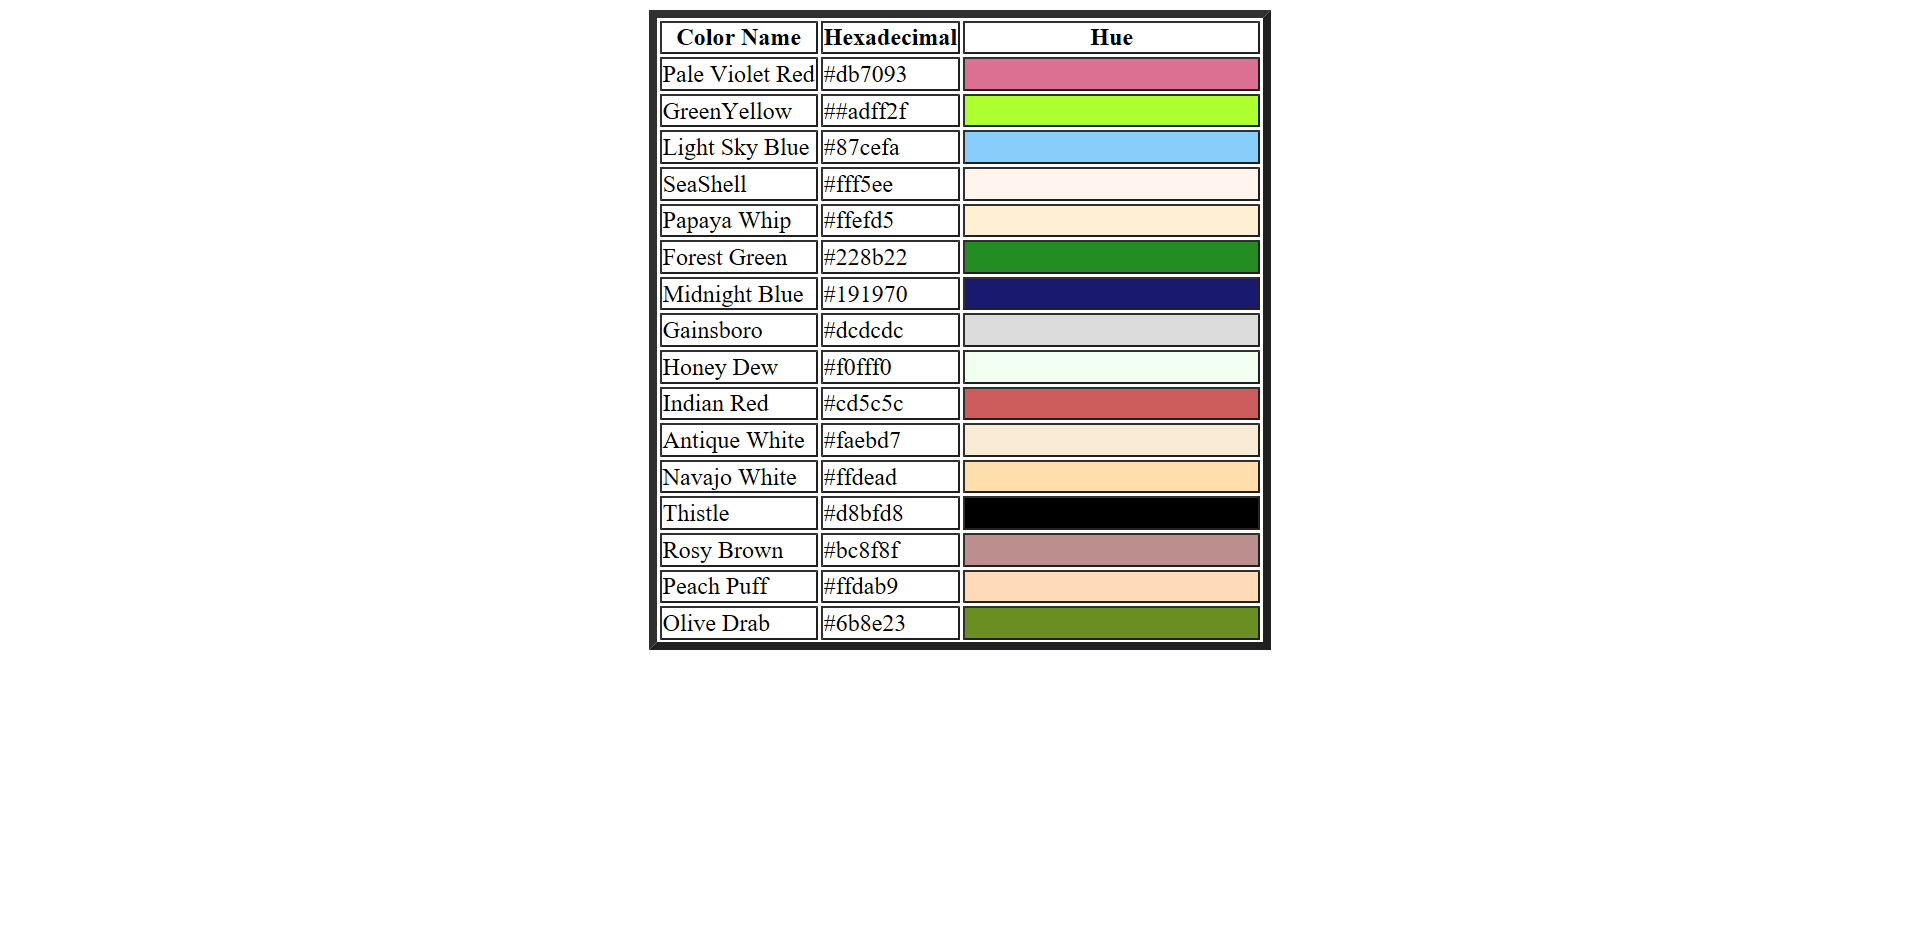 Color Name Hexadecimal Hue
Pale Violet Red #db7093
GreenYellow ##adff2f
Light Sky Blue #87cefa
SeaShell #fff5ee
Papaya Whip #ffefd5
Forest Green #228b22
Midnight Blue #191970
Gainsboro #dcdcdc
Honey Dew #f0fff0
Indian Red #cd5c5c
Antique White #faebd7
Navajo White #ffdead
Thistle #d8bfd8
Rosy Brown #bc8f8f
Peach Puff #ffdab9
Olive Drab #6b8e23